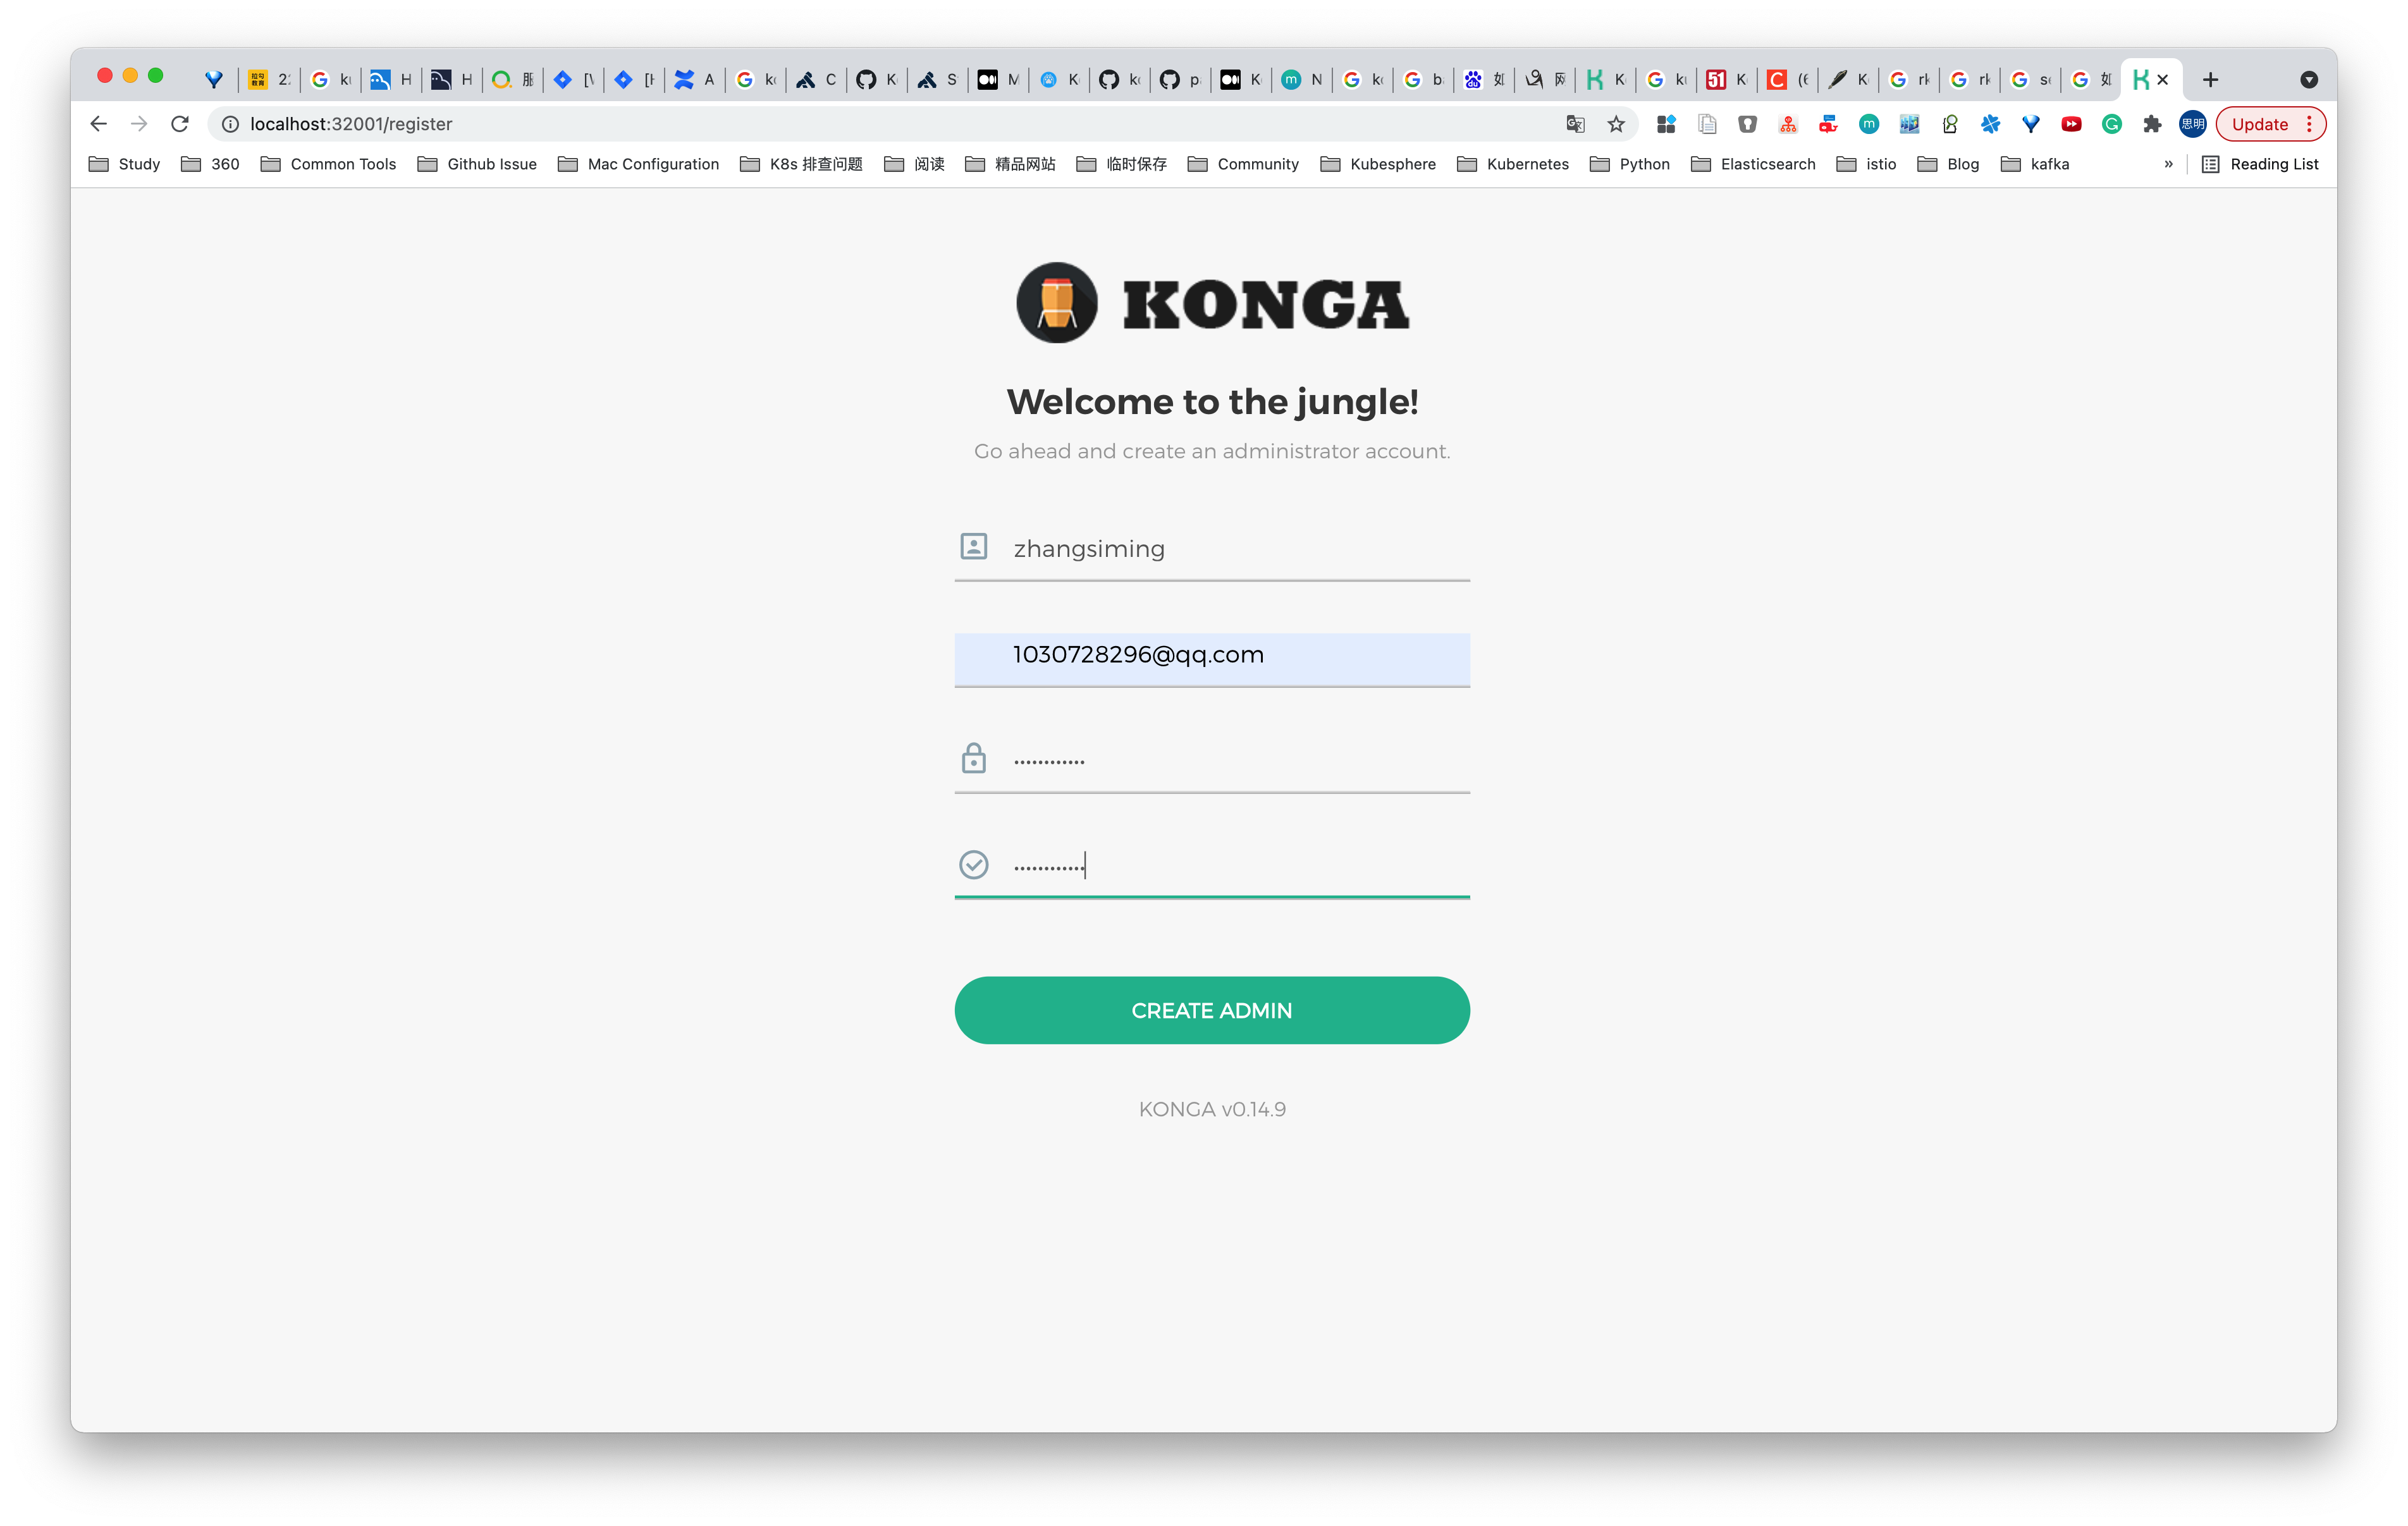 localhost:32001/register
Update
Study 360 Common Tools Github Issue Mac Configuration K8s 排查问题 阅读 精品网站 临时保存 Community Kubesphere Kubernetes Python Elasticsearch istio Blog kafka » Reading List
KONGA
Welcome to the jungle!
Go ahead and create an administrator account.
zhangsiming
1030728296@qq.com
CREATE ADMIN
KONGA v0.14.9